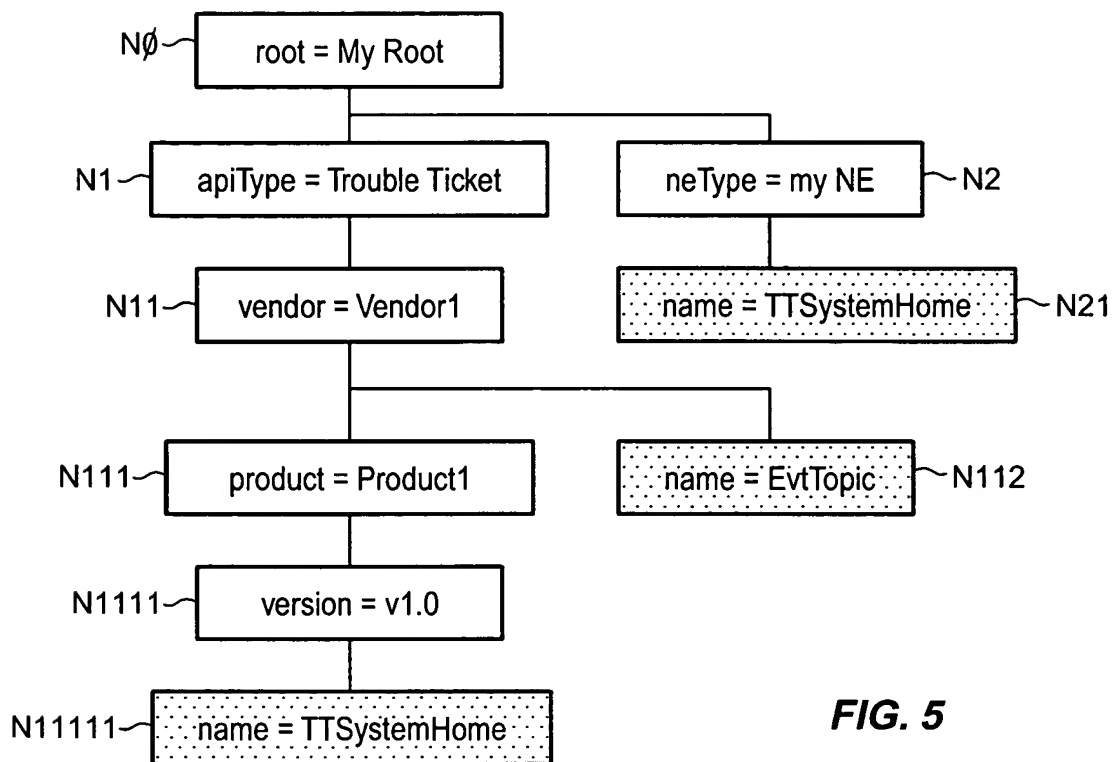 NØ
root = My Root
N1
apiType = Trouble Ticket
neType = my NE
N2
N11
vendor = Vendor1
name = TTSystemHome
N21
N111
product = Product1
name = EvtTopic
N112
N1111
version = v1.0
N11111
name = TTSystemHome
FIG. 5